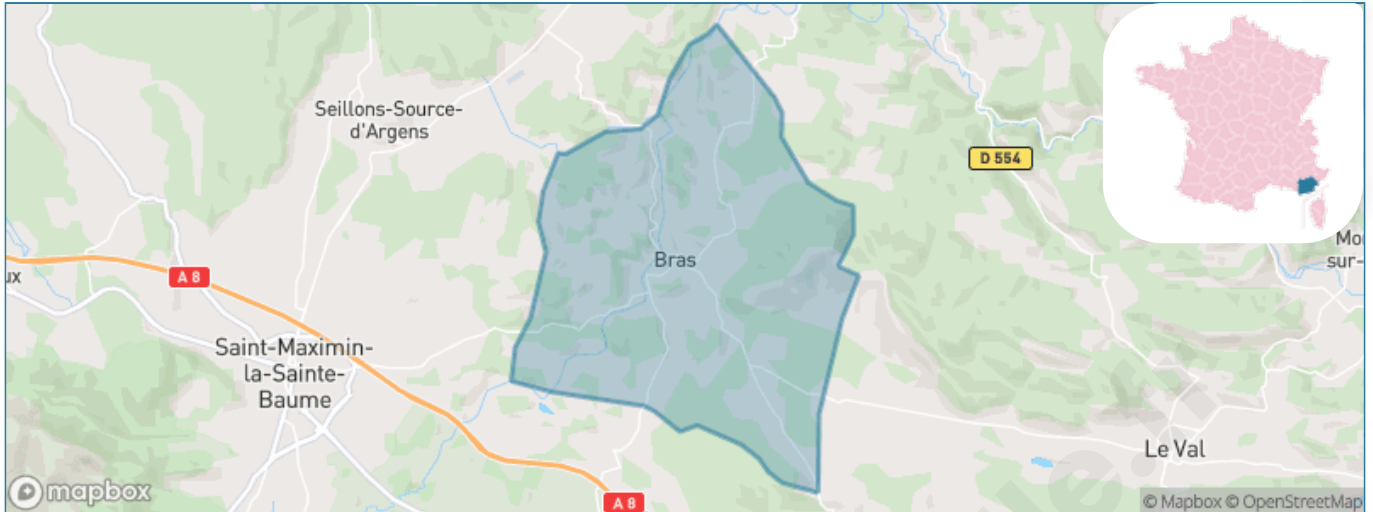 Seillons-Source-
d'Argens
D 554
Bras
A 8
Saint-Maximin-
la-Sainte-
Baume
Le Val
A 8
mapbox
© Mapbox © OpenStreetMap